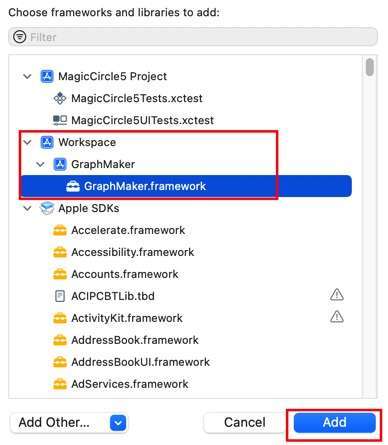 Choose frameworks and libraries to add:
Filter
MagicCircle5 Project
MagicCircle5Tests.xctest
MagicCircle5UITests.xctest
Workspace
GraphMaker
GraphMaker.framework
Apple SDKs
Accelerate.framework
Accessibility.framework
Accounts.framework
ACIPCBTLib.tbd
ActivityKit.framework
AddressBook.framework
AddressBookUI.framework
AdServices.framework
Add Other... Cancel Add